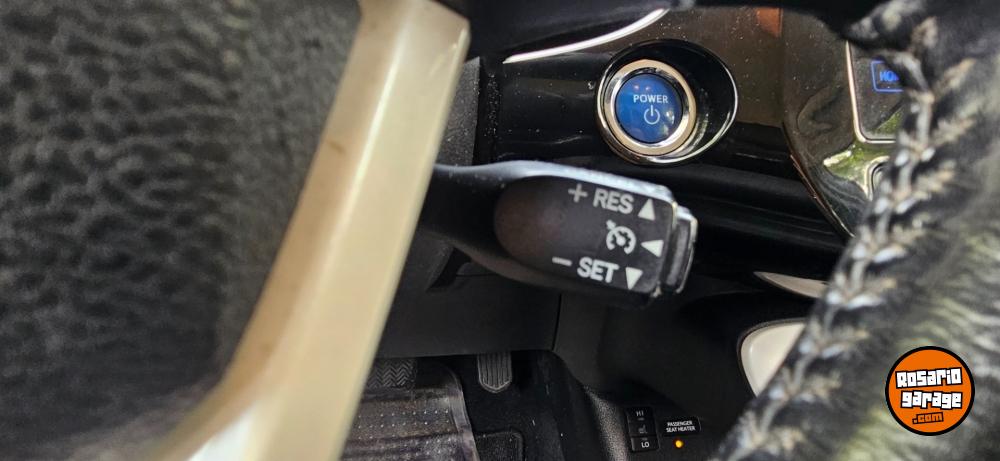 POWER
+ RES ▲
◀
− SET ▼
HI
LO
PASSENGER
SEAT HEATER
Rosario
garage
.com